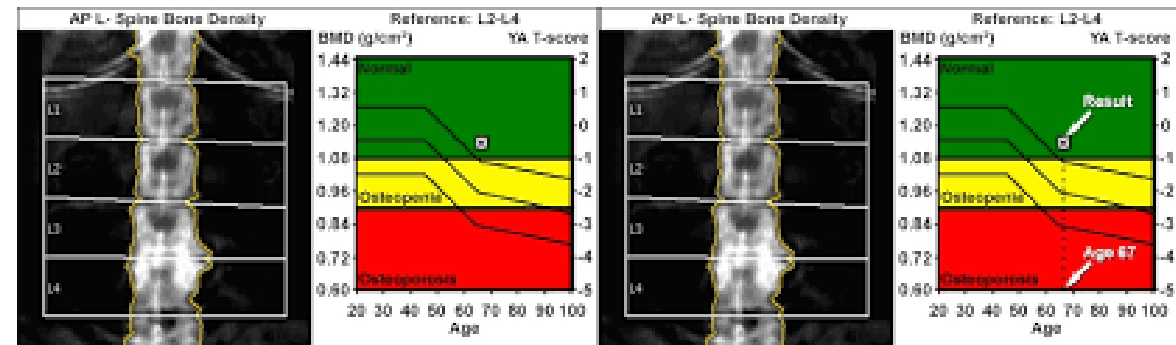 AP L- Spine Bone Density
L1
L2
L3
L4
Reference: L2-L4
BMD (g/cm²) YA T-score
1.44 2
Normal
1.32 1
1.20 0
1.08 -1
0.96 -2
Osteopenia
0.84 -3
0.72 -4
Osteoporosis
0.60 -5
20 30 40 50 60 70 80 90 100
Age
AP L- Spine Bone Density
L1
L2
L3
L4
Reference: L2-L4
BMD (g/cm²) YA T-score
1.44 2
Normal
1.32 1
Result
1.20 0
1.08 -1
0.96 -2
Osteopenia
0.84 -3
Age 67
0.72 -4
Osteoporosis
0.60 -5
20 30 40 50 60 70 80 90 100
Age